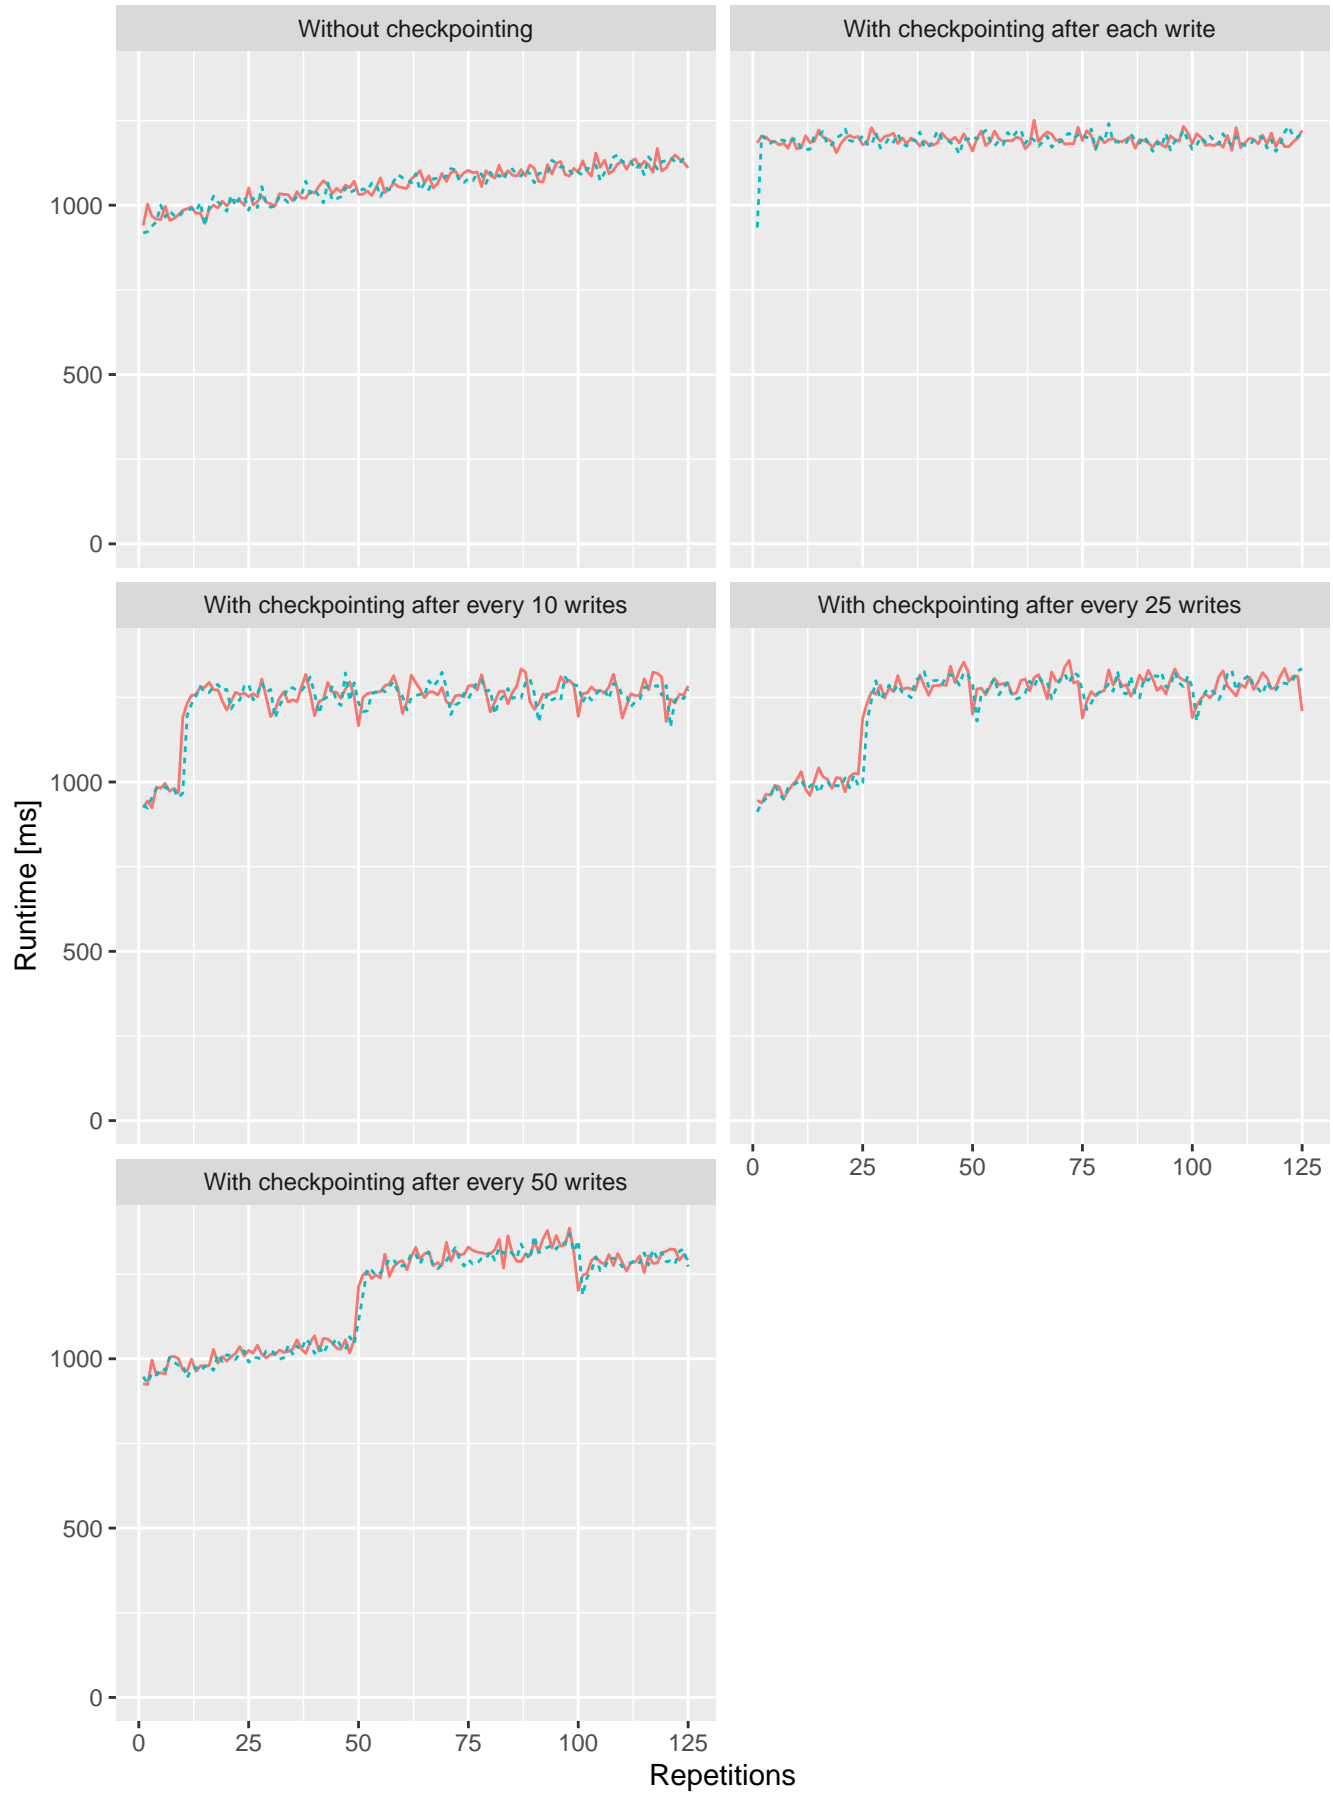 Without checkpointing
With checkpointing after each write
1000
500
0
With checkpointing after every 10 writes
With checkpointing after every 25 writes
1000
500
0
0 25 50 75 100 125
With checkpointing after every 50 writes
1000
500
0
0 25 50 75 100 125
Runtime [ms]
Repetitions